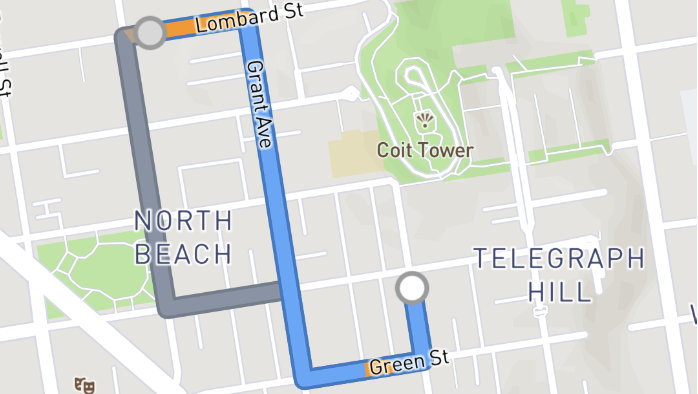 Lombard St
Grant Ave
Coit Tower
NORTH
BEACH
TELEGRAPH
HILL
Green St